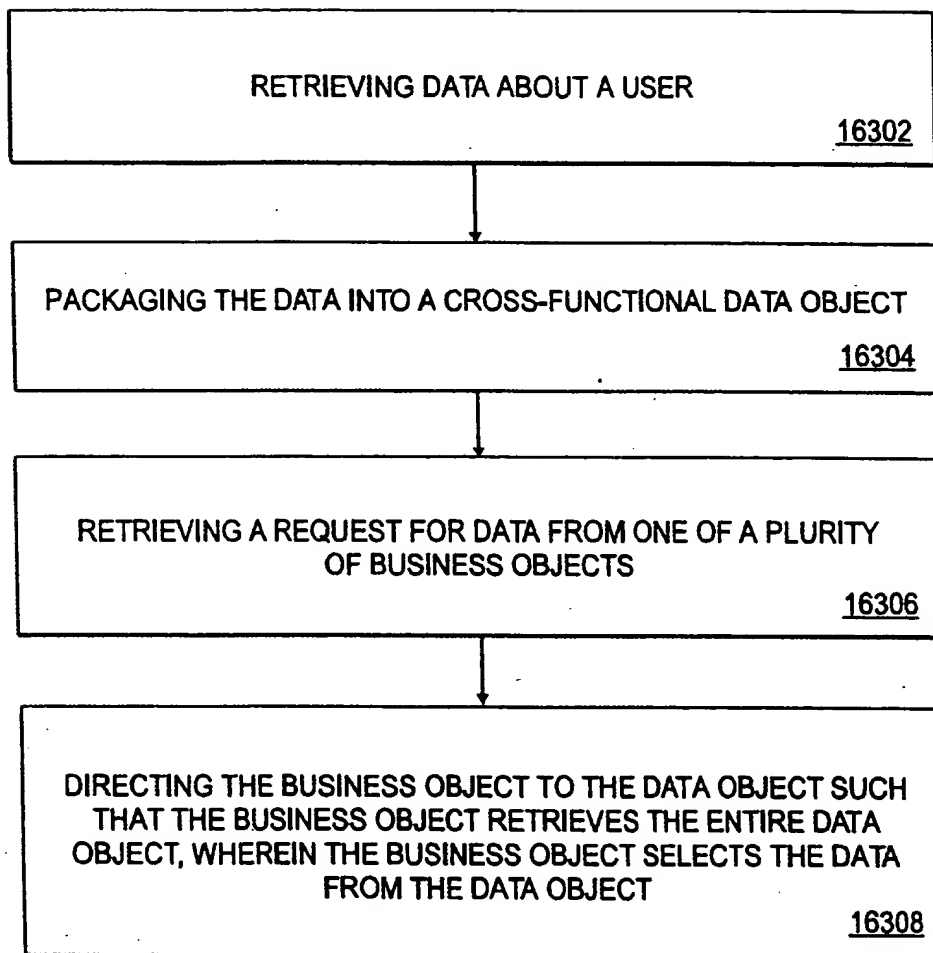 RETRIEVING DATA ABOUT A USER
16302
PACKAGING THE DATA INTO A CROSS-FUNCTIONAL DATA OBJECT
16304
RETRIEVING A REQUEST FOR DATA FROM ONE OF A PLURITY
OF BUSINESS OBJECTS
16306
DIRECTING THE BUSINESS OBJECT TO THE DATA OBJECT SUCH
THAT THE BUSINESS OBJECT RETRIEVES THE ENTIRE DATA
OBJECT, WHEREIN THE BUSINESS OBJECT SELECTS THE DATA
FROM THE DATA OBJECT
16308